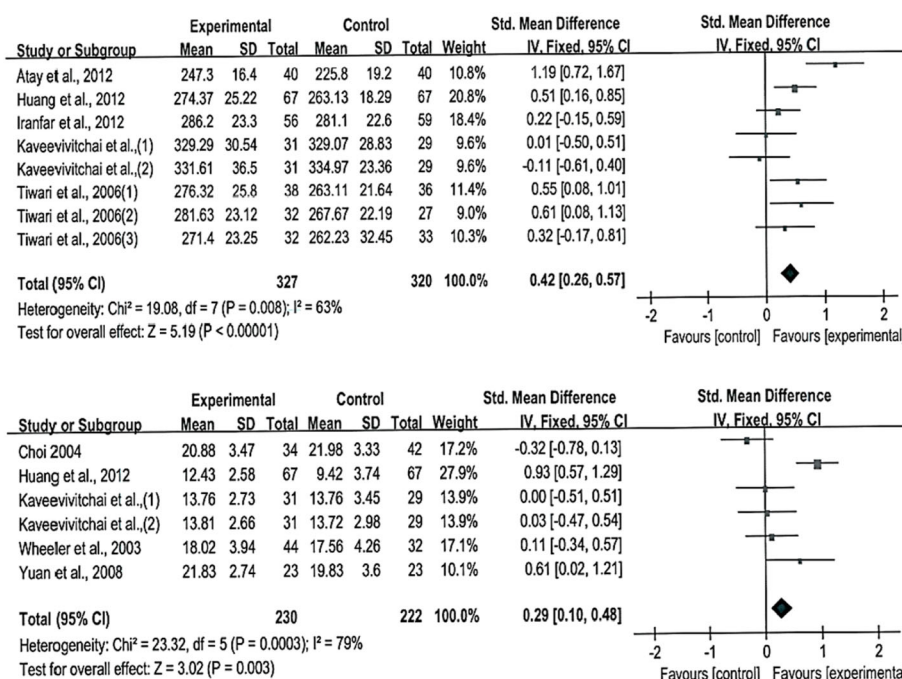 Experimental Control Std. Mean Difference Std. Mean Difference
Study or Subgroup Mean SD Total Mean SD Total Weight IV, Fixed, 95% CI IV, Fixed, 95% CI
Atay et al., 2012 247.3 16.4 40 225.8 19.2 40 10.8% 1.19 [0.72, 1.67]
Huang et al., 2012 274.37 25.22 67 263.13 18.29 67 20.8% 0.51 [0.16, 0.85]
Iranfar et al., 2012 286.2 23.3 56 281.1 22.6 59 18.4% 0.22 [-0.15, 0.59]
Kaveevivitchai et al.,(1) 329.29 30.54 31 329.07 28.83 29 9.6% 0.01 [-0.50, 0.51]
Kaveevivitchai et al.,(2) 331.61 36.5 31 334.97 23.36 29 9.6% -0.11 [-0.61, 0.40]
Tiwari et al., 2006(1) 276.32 25.8 38 263.11 21.64 36 11.4% 0.55 [0.08, 1.01]
Tiwari et al., 2006(2) 281.63 23.12 32 267.67 22.19 27 9.0% 0.61 [0.08, 1.13]
Tiwari et al., 2006(3) 271.4 23.25 32 262.23 32.45 33 10.3% 0.32 [-0.17, 0.81]
Total (95% CI) 327 320 100.0% 0.42 [0.26, 0.57]
Heterogeneity: Chi² = 19.08, df = 7 (P = 0.008); I² = 63%
Test for overall effect: Z = 5.19 (P < 0.00001)
-2 -1 0 1 2
Favours [control] Favours [experimental
Experimental Control Std. Mean Difference Std. Mean Difference
Study or Subgroup Mean SD Total Mean SD Total Weight IV, Fixed, 95% CI IV, Fixed, 95% CI
Choi 2004 20.88 3.47 34 21.98 3.33 42 17.2% -0.32 [-0.78, 0.13]
Huang et al., 2012 12.43 2.58 67 9.42 3.74 67 27.9% 0.93 [0.57, 1.29]
Kaveevivitchai et al.,(1) 13.76 2.73 31 13.76 3.45 29 13.9% 0.00 [-0.51, 0.51]
Kaveevivitchai et al.,(2) 13.81 2.66 31 13.72 2.98 29 13.9% 0.03 [-0.47, 0.54]
Wheeler et al., 2003 18.02 3.94 44 17.56 4.26 32 17.1% 0.11 [-0.34, 0.57]
Yuan et al., 2008 21.83 2.74 23 19.83 3.6 23 10.1% 0.61 [0.02, 1.21]
Total (95% CI) 230 222 100.0% 0.29 [0.10, 0.48]
Heterogeneity: Chi² = 23.32, df = 5 (P = 0.0003); I² = 79%
Test for overall effect: Z = 3.02 (P = 0.003)
-2 -1 0 1 2
Favours [control] Favours [experimental